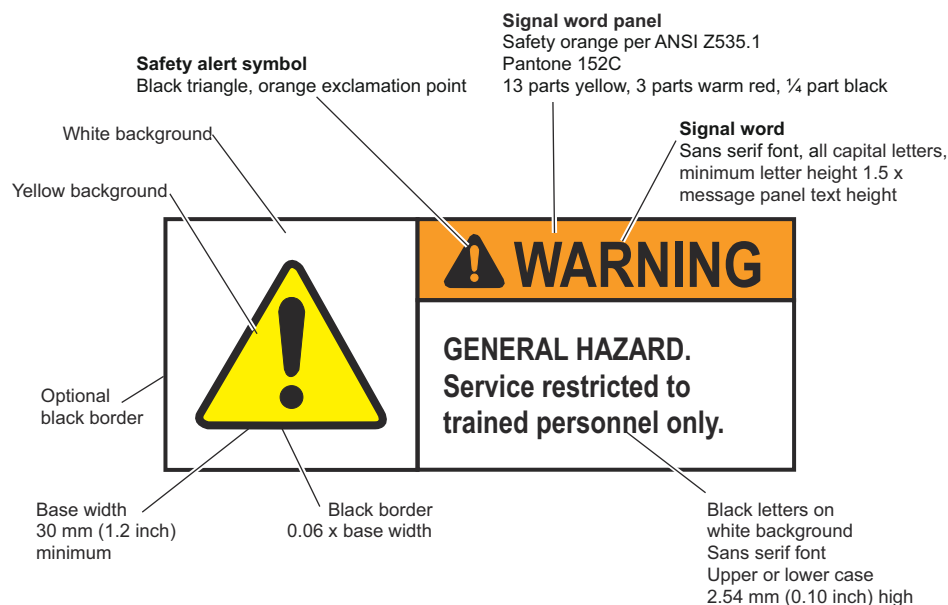 Signal word panel
Safety orange per ANSI Z535.1
Pantone 152C
13 parts yellow, 3 parts warm red, ¼ part black
Safety alert symbol
Black triangle, orange exclamation point
Signal word
Sans serif font, all capital letters,
minimum letter height 1.5 x
message panel text height
White background
Yellow background
WARNING
GENERAL HAZARD.
Service restricted to
trained personnel only.
Optional
black border
Base width
30 mm (1.2 inch)
minimum
Black border
0.06 x base width
Black letters on
white background
Sans serif font
Upper or lower case
2.54 mm (0.10 inch) high